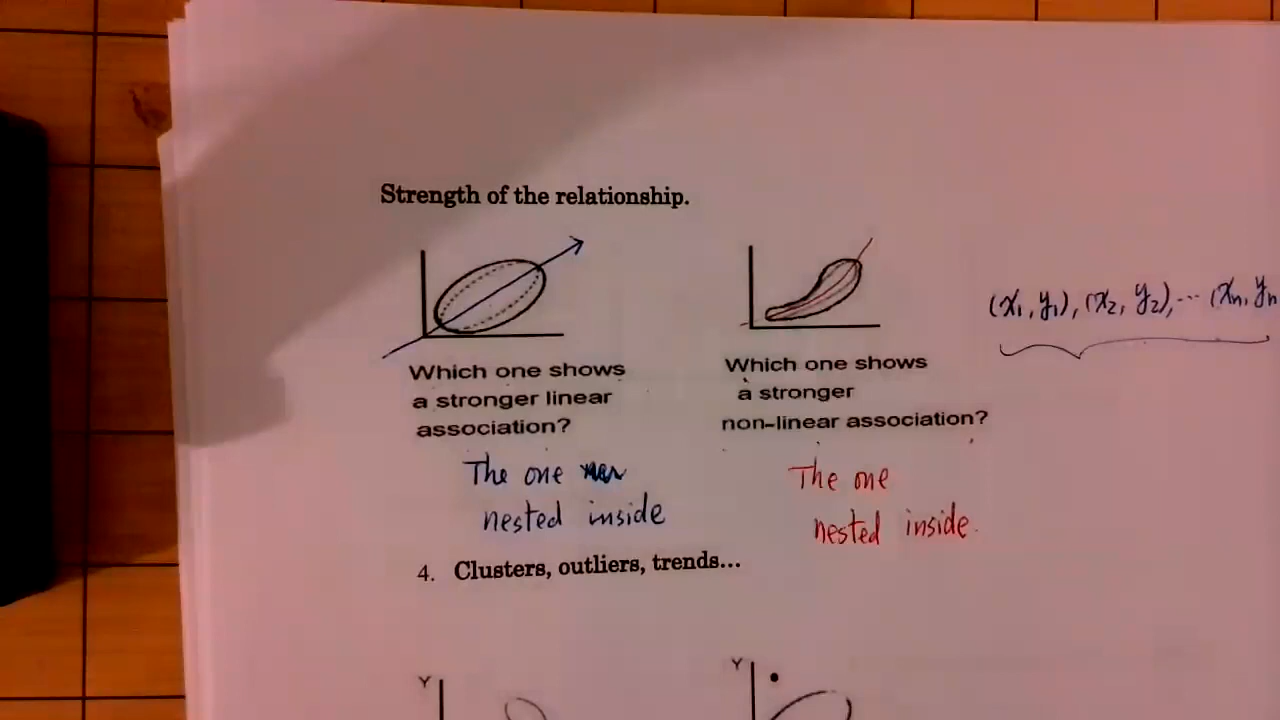 Strength of the relationship.
Which one shows
a stronger linear
association?
Which one shows
a stronger
non-linear association?
(x₁, y₁), (x₂, y₂), ··· (xₙ, yₙ
The one
nested inside
The one
nested inside.
4. Clusters, outliers, trends...
Y
Y